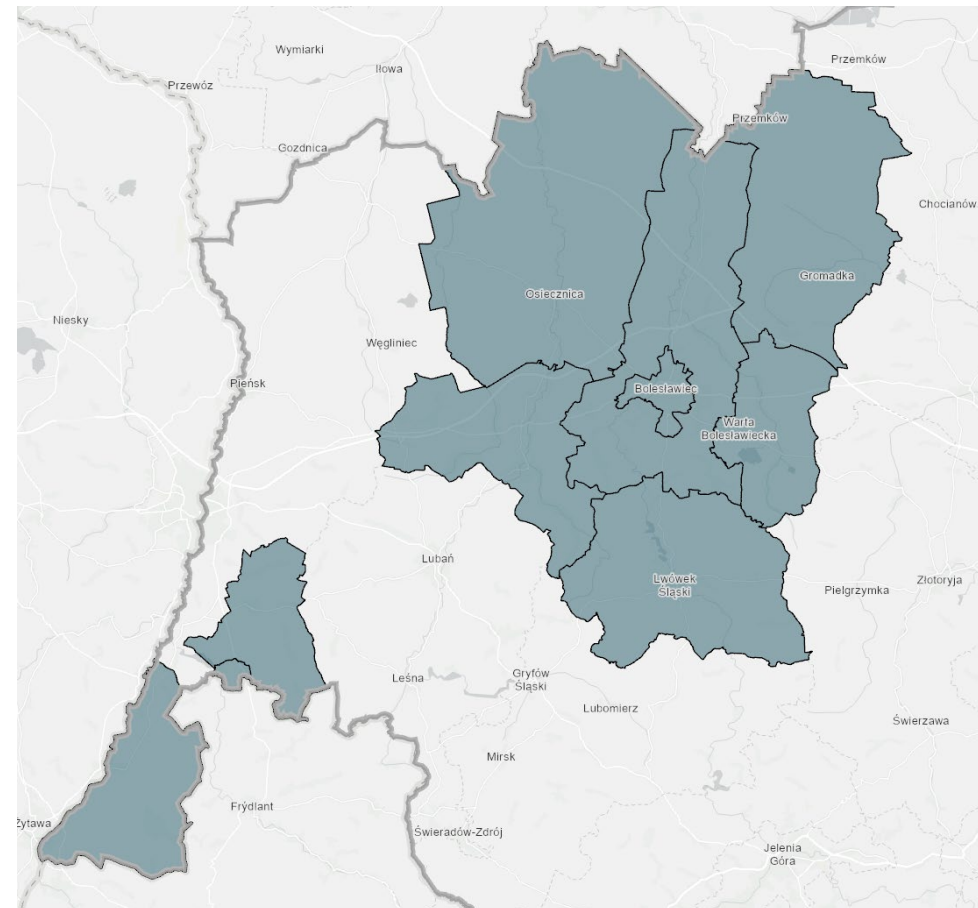 Wymiarki
Iłowa
Przemków
Przewóz
Przemków
Gozdnica
Chocianów
Gromadka
Osiecznica
Niesky
Węgliniec
Pieńsk
Bolesławiec
Warta
Bolesławiecka
Lubań
Lwówek
Śląski
Pielgrzymka
Złotoryja
Leśna
Gryfów
Śląski
Lubomierz
Świerzawa
Mirsk
Frýdlant
Żytawa
Świeradów-Zdrój
Jelenia
Góra